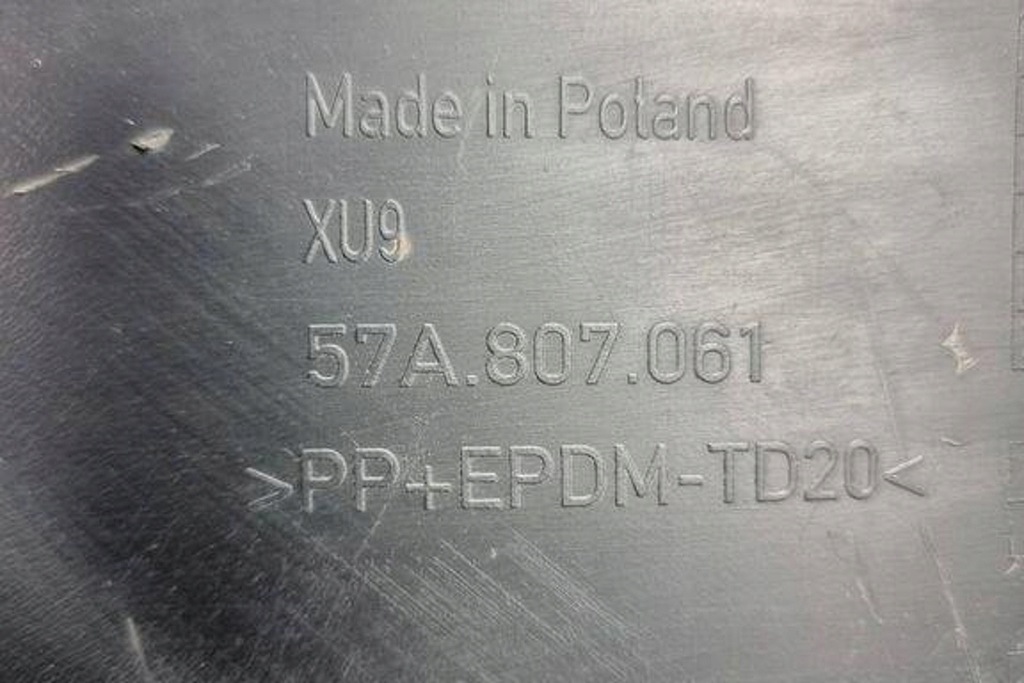 Made in Poland
XU9
57A.807.061
>PP+EPDM-TD20<